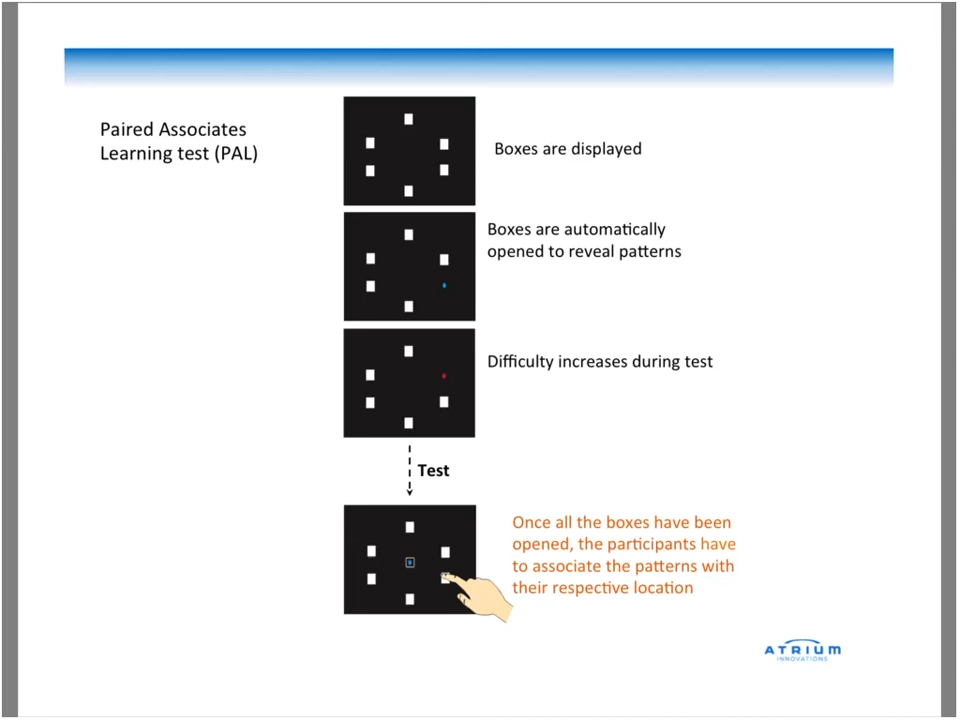 Paired Associates
Learning test (PAL)
Boxes are displayed
Boxes are automatically
opened to reveal patterns
Difficulty increases during test
Test
Once all the boxes have been
opened, the participants have
to associate the patterns with
their respective location
ATRIUM
INNOVATIONS